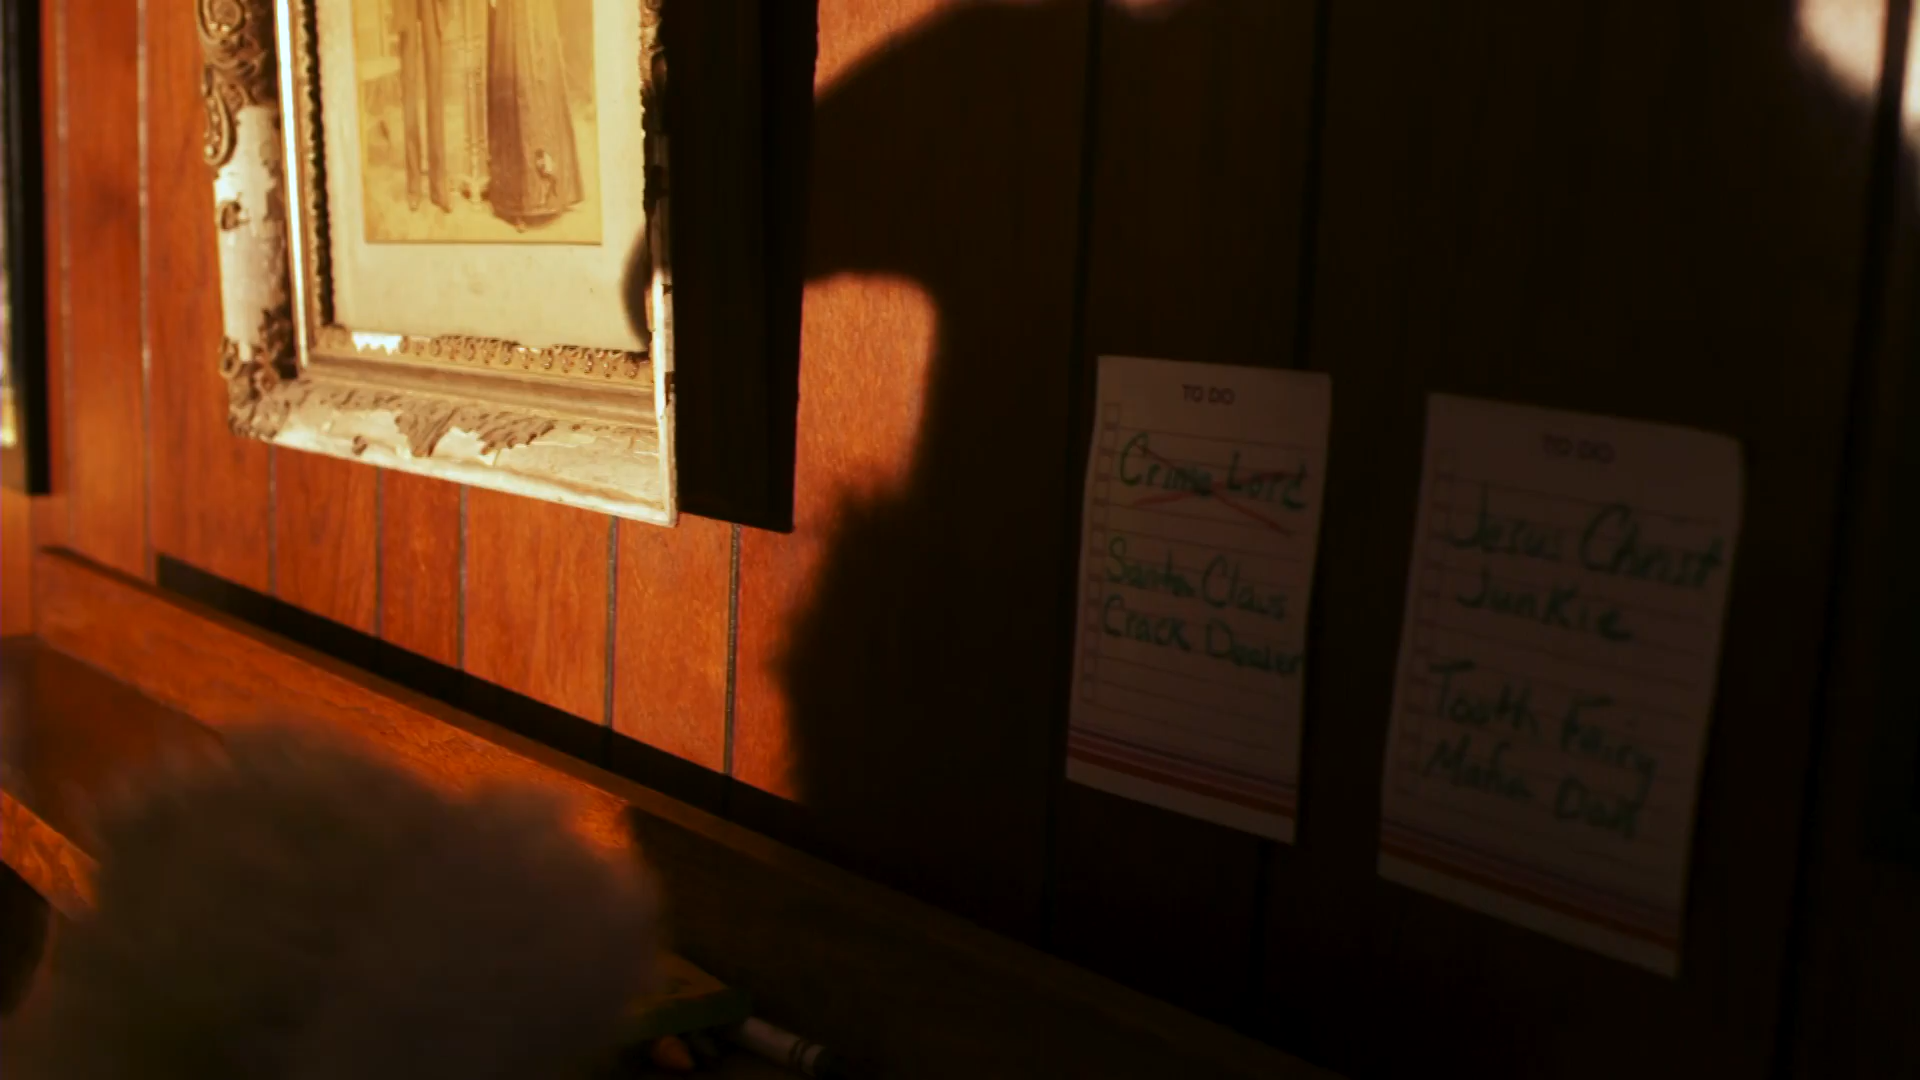 TO DO
Crime Lord
Santa Claus
Crack Dealer
TO DO
Jesus Christ
Junkie
Tooth Fairy
Mafia Don